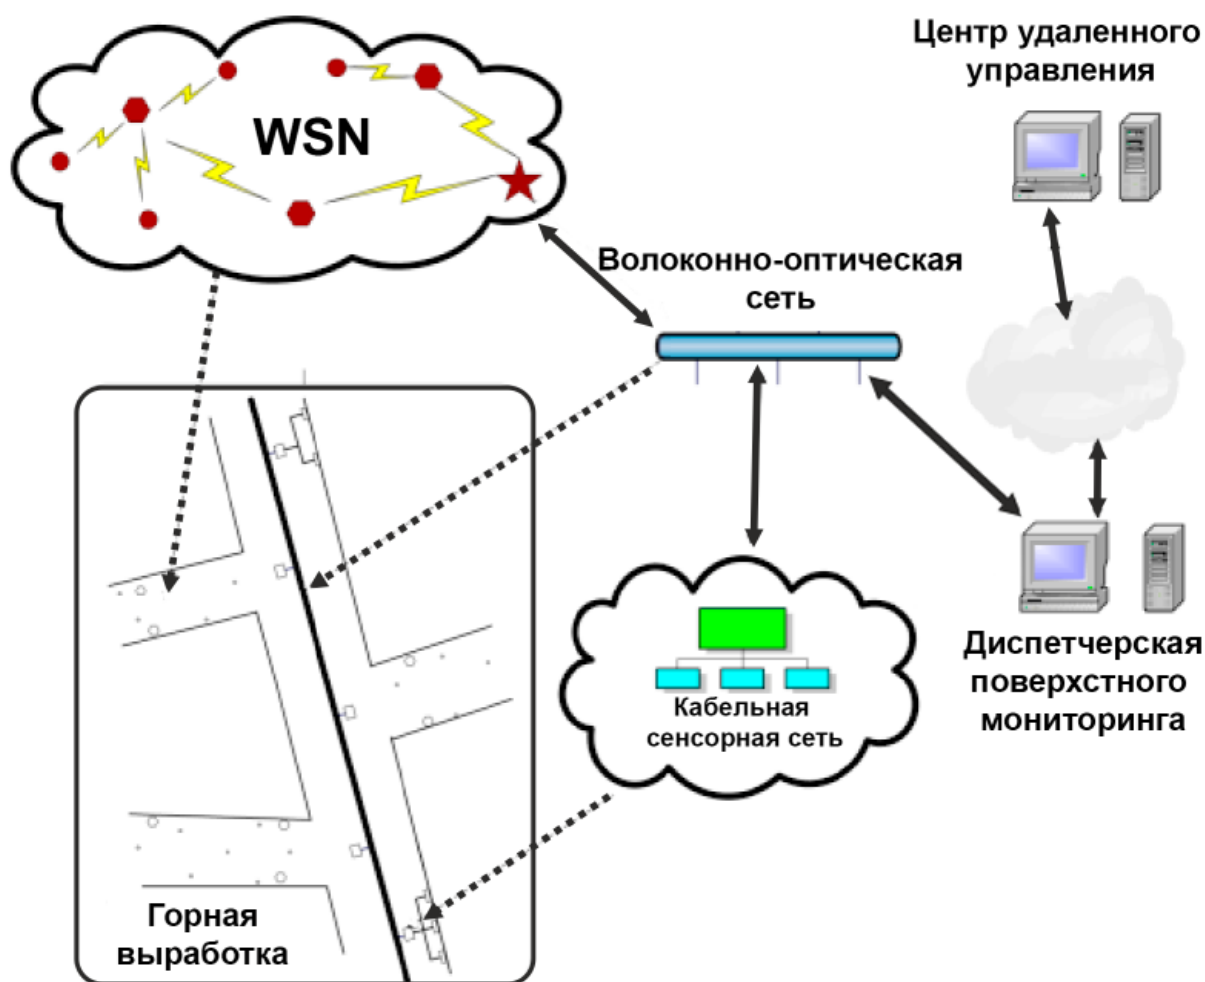 Центр удаленного
управления
WSN
Волоконно-оптическая
сеть
Кабельная
сенсорная сеть
Диспетчерская
поверхстного
мониторинга
Горная
выработка